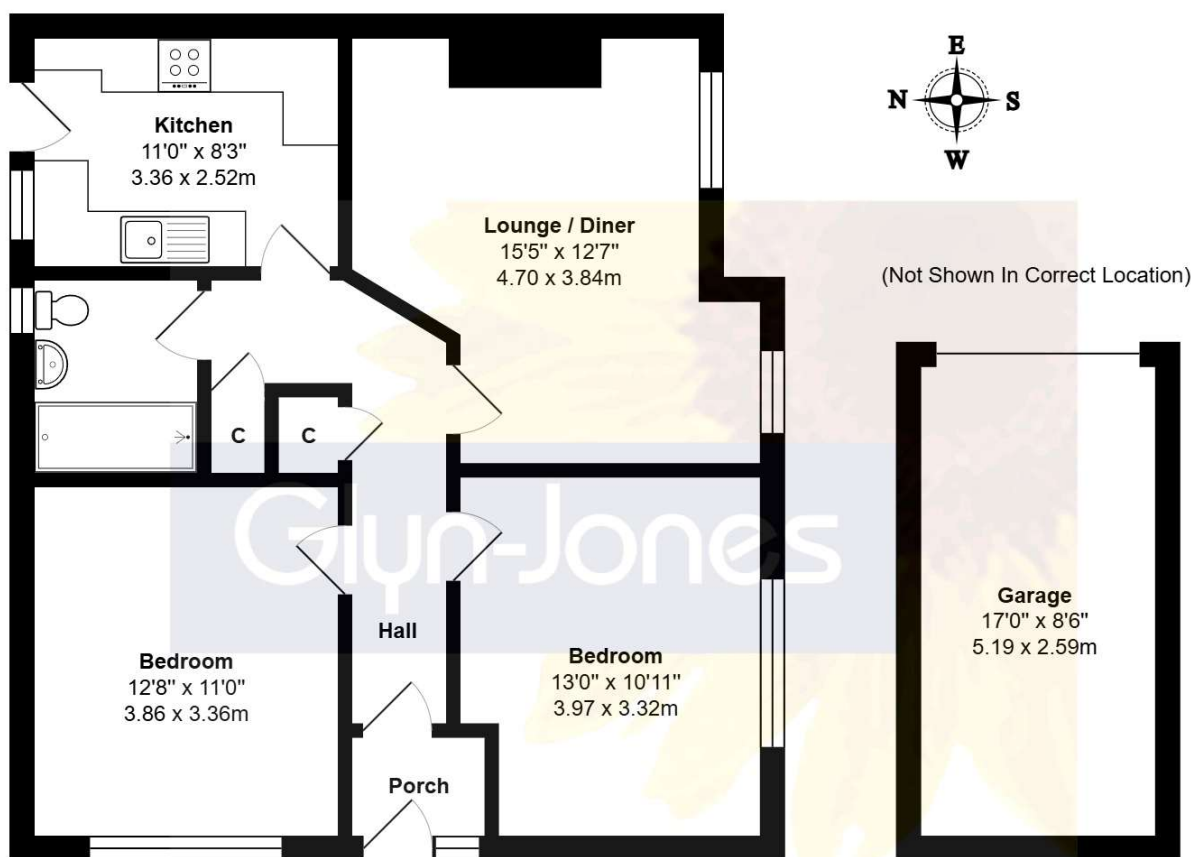 Kitchen
11'0" x 8'3"
3.36 x 2.52m
E
N
S
W
Lounge / Diner
15'5" x 12'7"
4.70 x 3.84m
(Not Shown In Correct Location)
C
C
Glyn-Jones
Hall
Bedroom
12'8" x 11'0"
3.86 x 3.36m
Bedroom
13'0" x 10'11"
3.97 x 3.32m
Garage
17'0" x 8'6"
5.19 x 2.59m
Porch